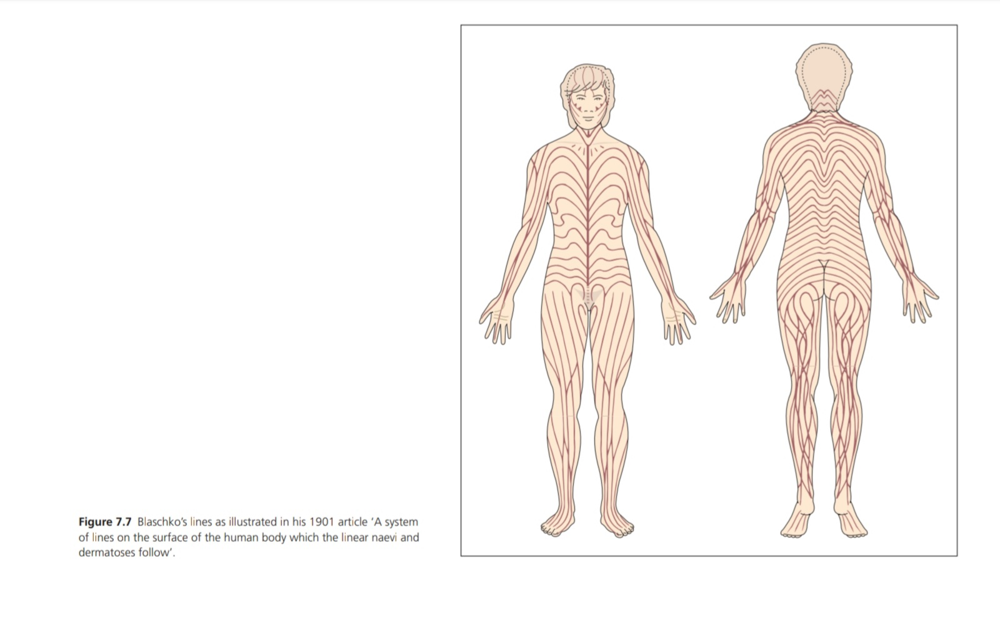 Figure 7.7 Blaschko’s lines as illustrated in his 1901 article ‘A system
of lines on the surface of the human body which the linear naevi and
dermatoses follow’.